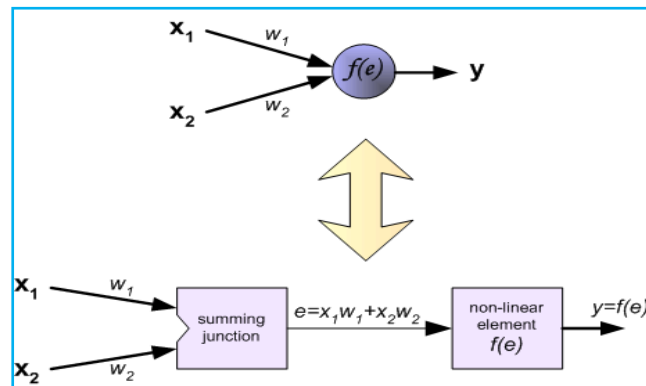 x₁
w₁
f(e)
y
x₂
w₂
x₁
w₁
summing
junction
e=x₁w₁+x₂w₂
non-linear
element
f(e)
y=f(e)
x₂
w₂